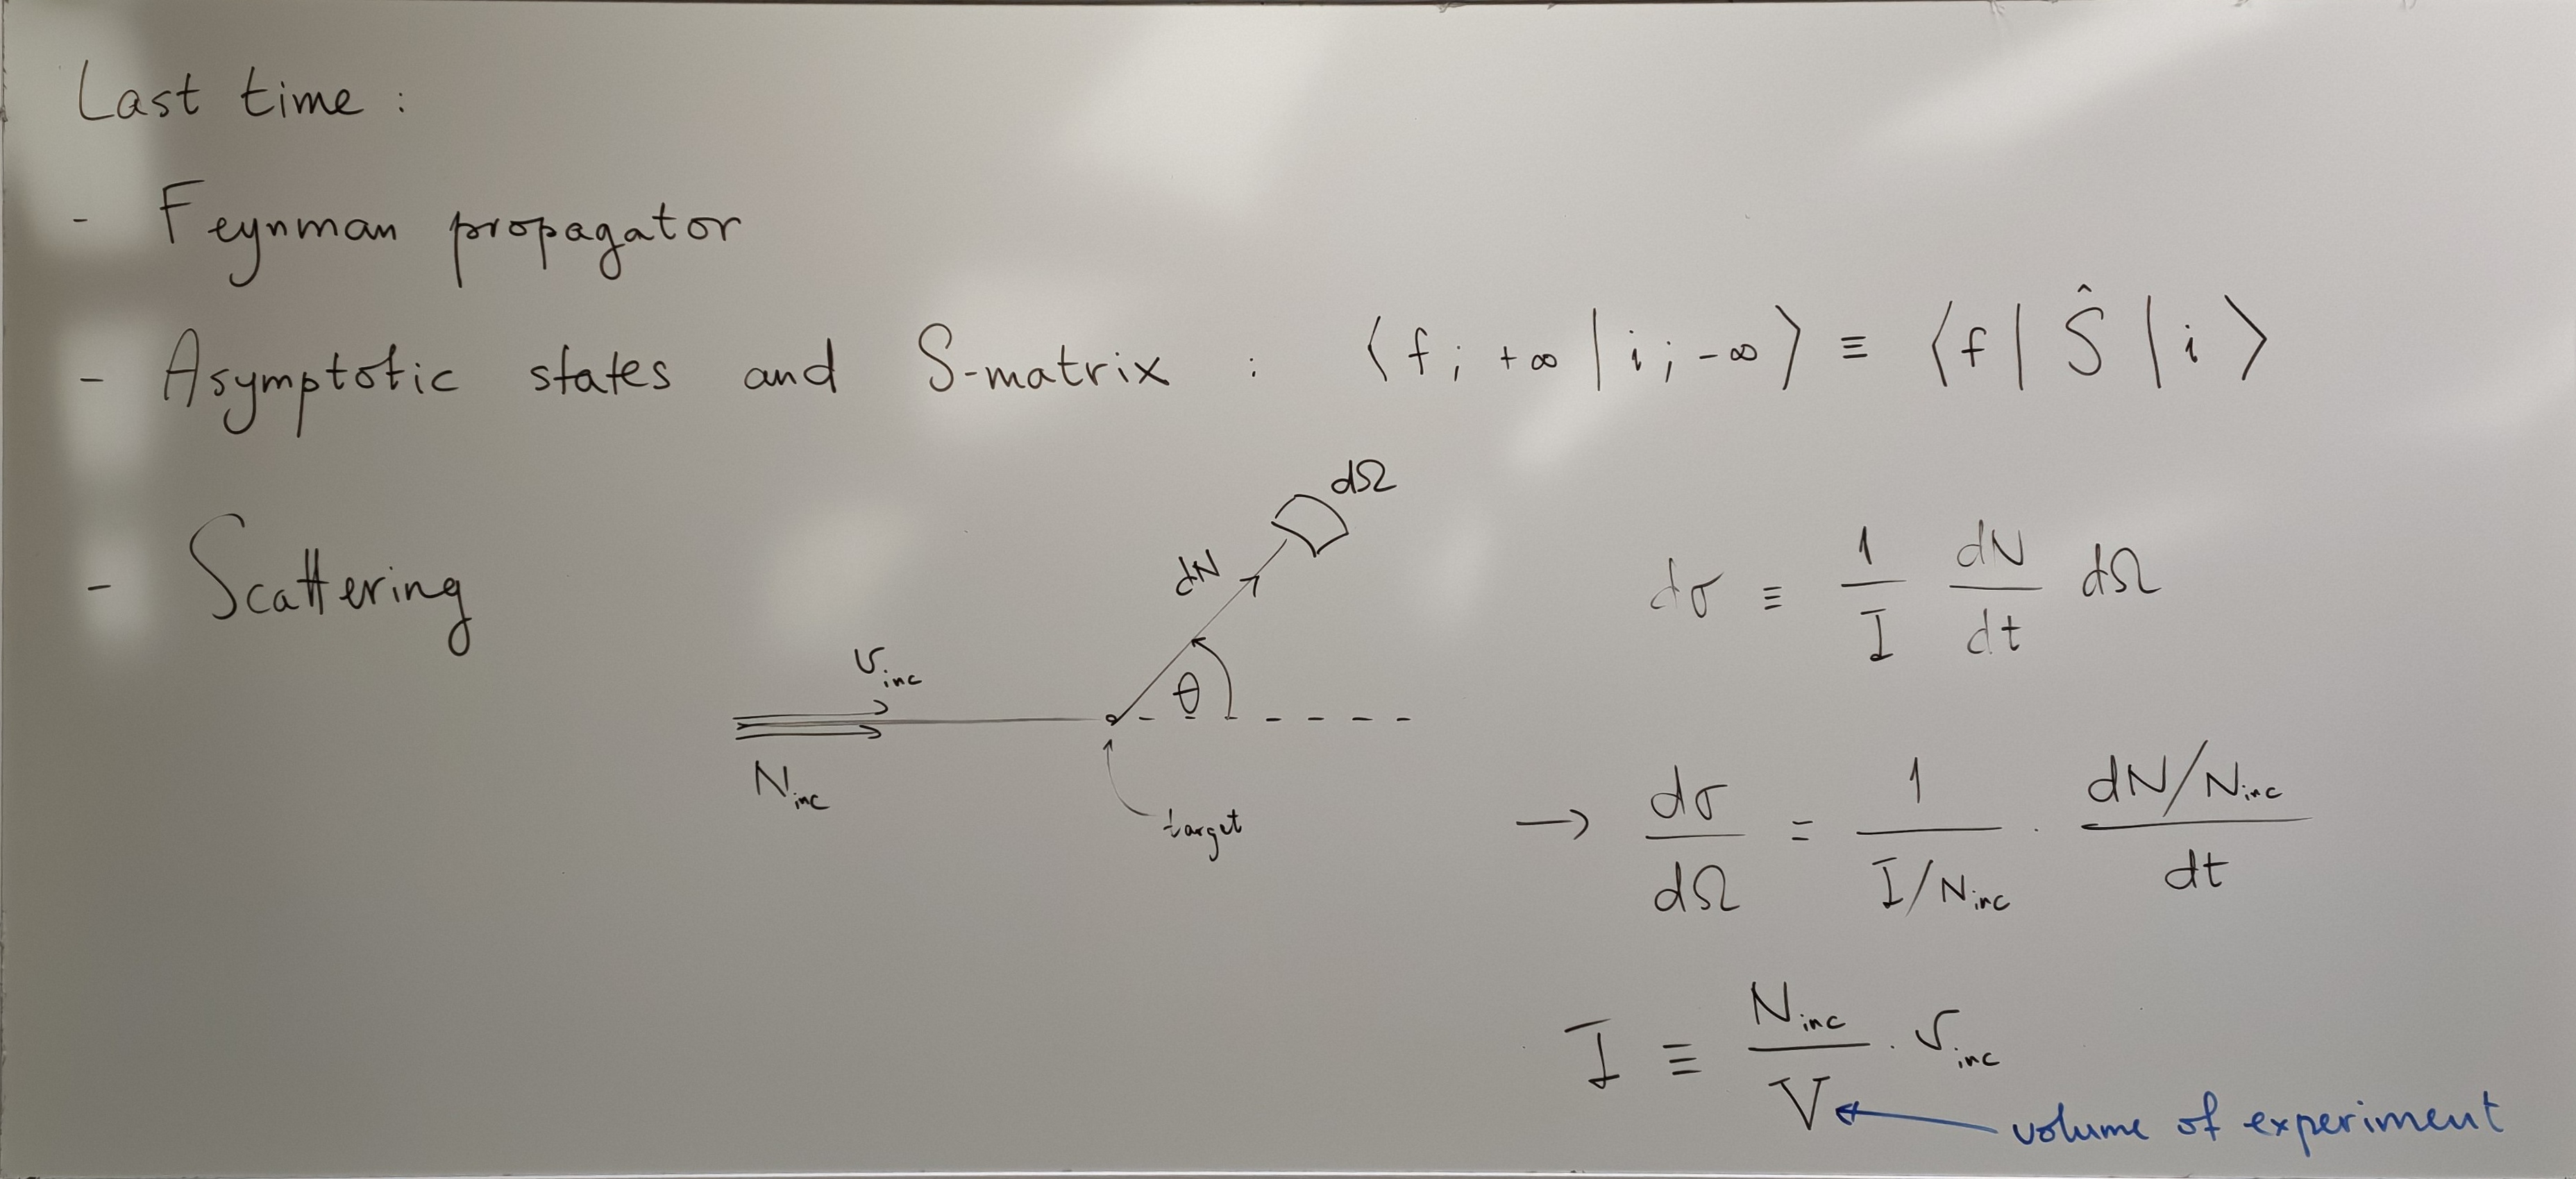 Last time :
- Feynman propagator
- Asymptotic states and S-matrix : ⟨f; +∞ | i; -∞⟩ ≡ ⟨f| Ŝ |i⟩
- Scattering
dΩ
dN
v_inc
θ
N_inc
target
dσ ≡ 1/I dN/dt dΩ
→ dσ/dΩ = 1/(I/N_inc) · (dN/N_inc)/dt
I ≡ N_inc/V · v_inc
volume of experiment